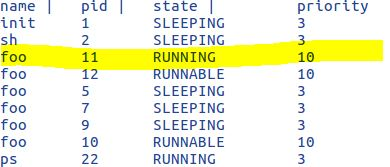 name | pid | state | priority
init 1 SLEEPING 3
sh 2 SLEEPING 3
foo 11 RUNNING 10
foo 12 RUNNABLE 10
foo 5 SLEEPING 3
foo 7 SLEEPING 3
foo 9 SLEEPING 3
foo 10 RUNNABLE 10
ps 22 RUNNING 3